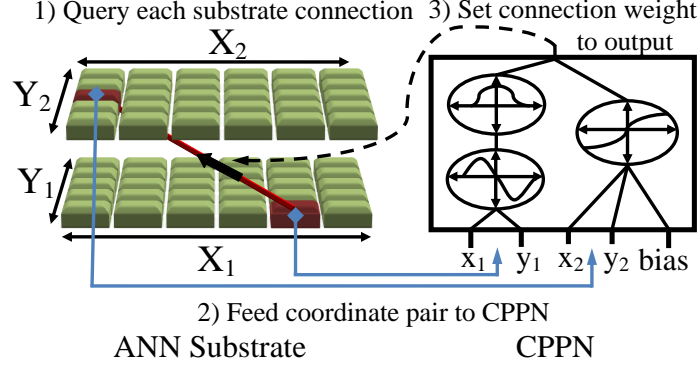 1) Query each substrate connection
3) Set connection weight
to output
X2
Y2
Y1
X1
x1 y1 x2 y2 bias
2) Feed coordinate pair to CPPN
ANN Substrate
CPPN